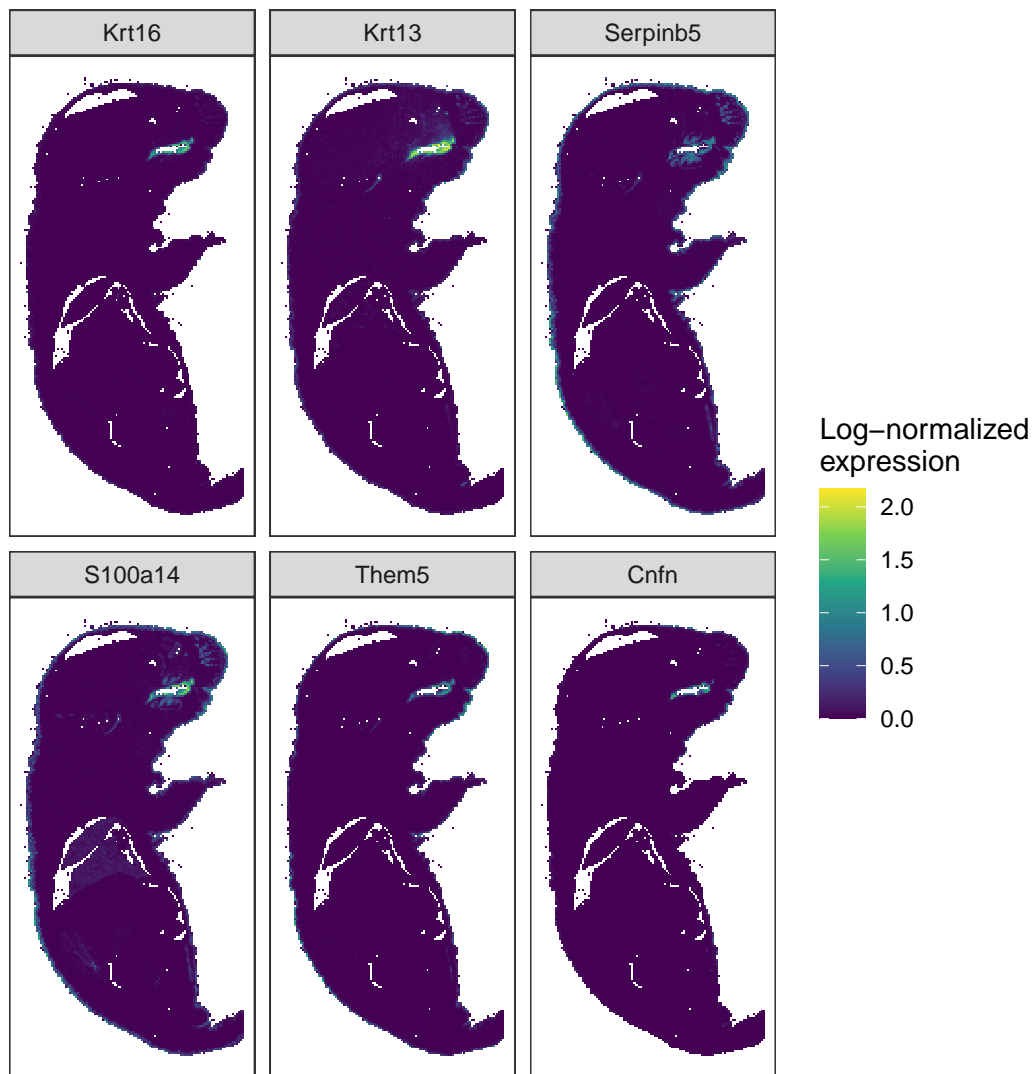 Krt16
Krt13
Serpinb5
S100a14
Them5
Cnfn
Log−normalized
expression
2.0
1.5
1.0
0.5
0.0